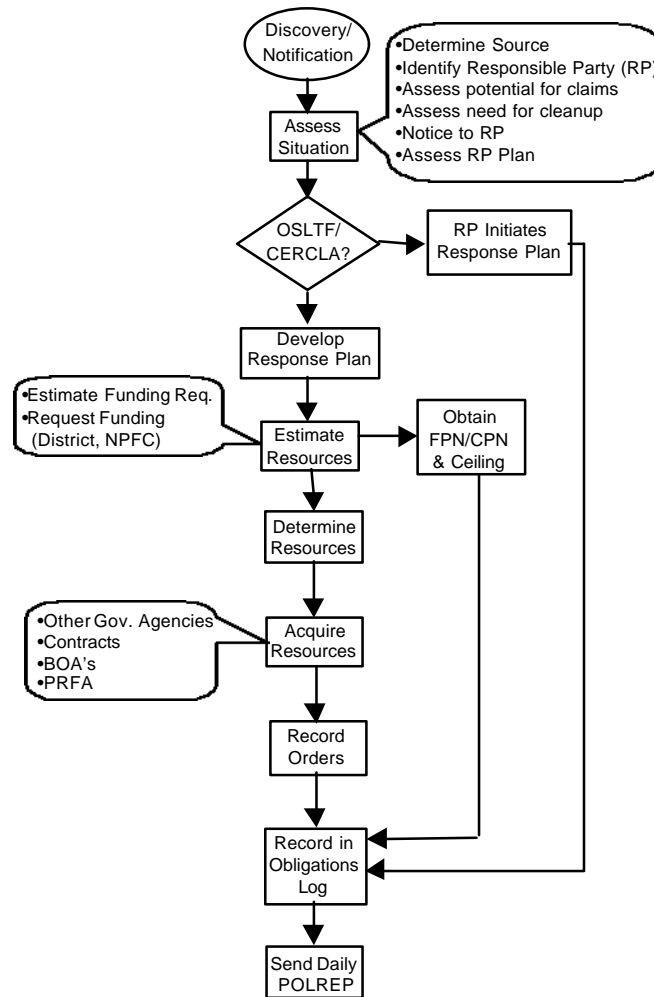 Discovery/
Notification
•Determine Source
•Identify Responsible Party (RP)
•Assess potential for claims
•Assess need for cleanup
•Notice to RP
•Assess RP Plan
Assess
Situation
OSLTF/
CERCLA?
RP Initiates
Response Plan
Develop
Response Plan
•Estimate Funding Req.
•Request Funding
(District, NPFC)
Estimate
Resources
Obtain
FPN/CPN
& Ceiling
Determine
Resources
•Other Gov. Agencies
•Contracts
•BOA's
•PRFA
Acquire
Resources
Record
Orders
Record in
Obligations
Log
Send Daily
POLREP